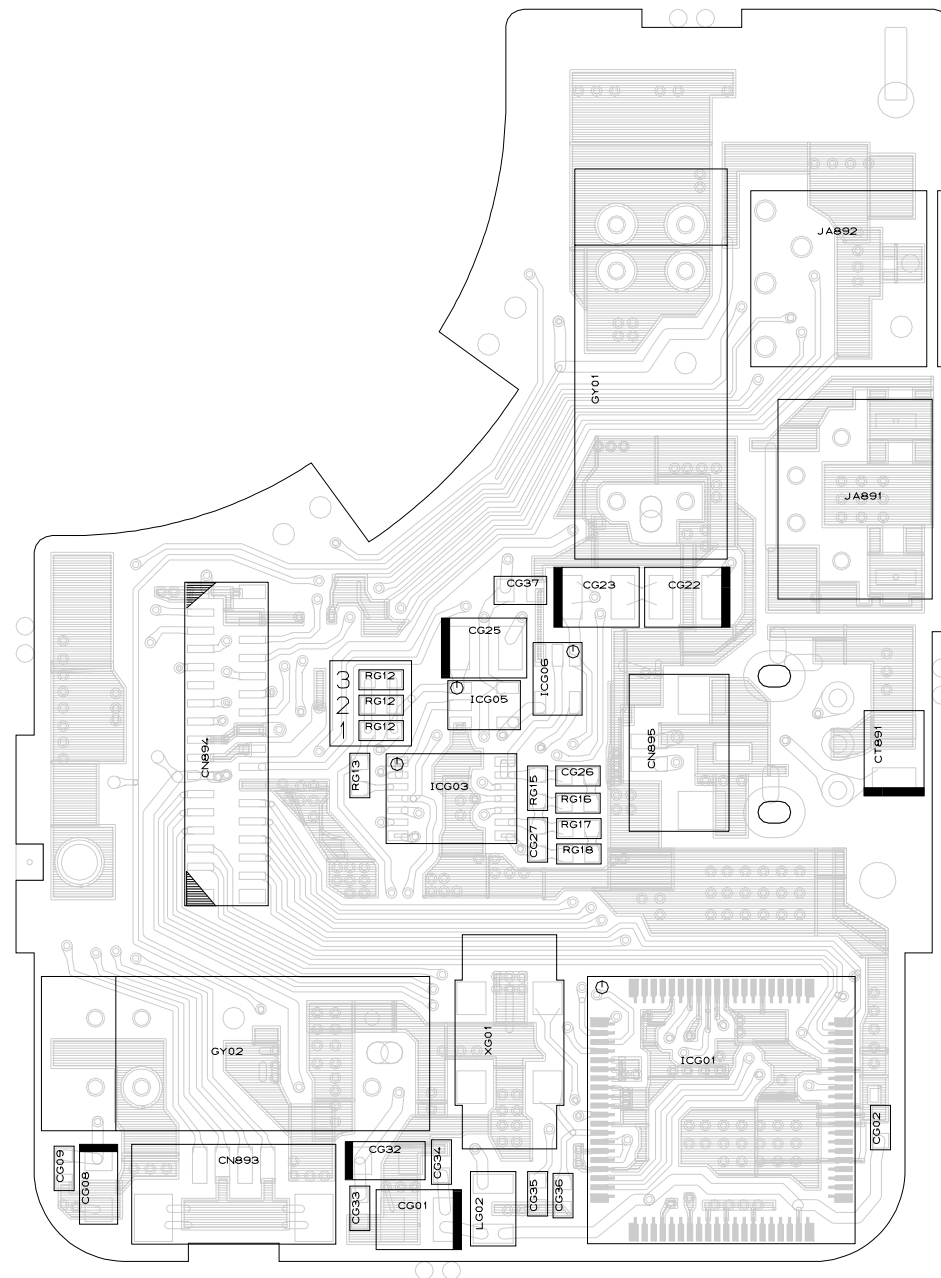 JA892
GY01
JA891
CG37
CG23
CG22
CG25
ICG06
3
RG12
ICG05
2
RG12
1
RG12
CN894
CN895
CT891
RG13
ICG03
RG15
CG26
RG16
CG27
RG17
RG18
GY02
XG01
ICG01
CG02
CG09
CG08
CN893
CG32
CG34
CG33
CG01
LG02
CG35
CG36